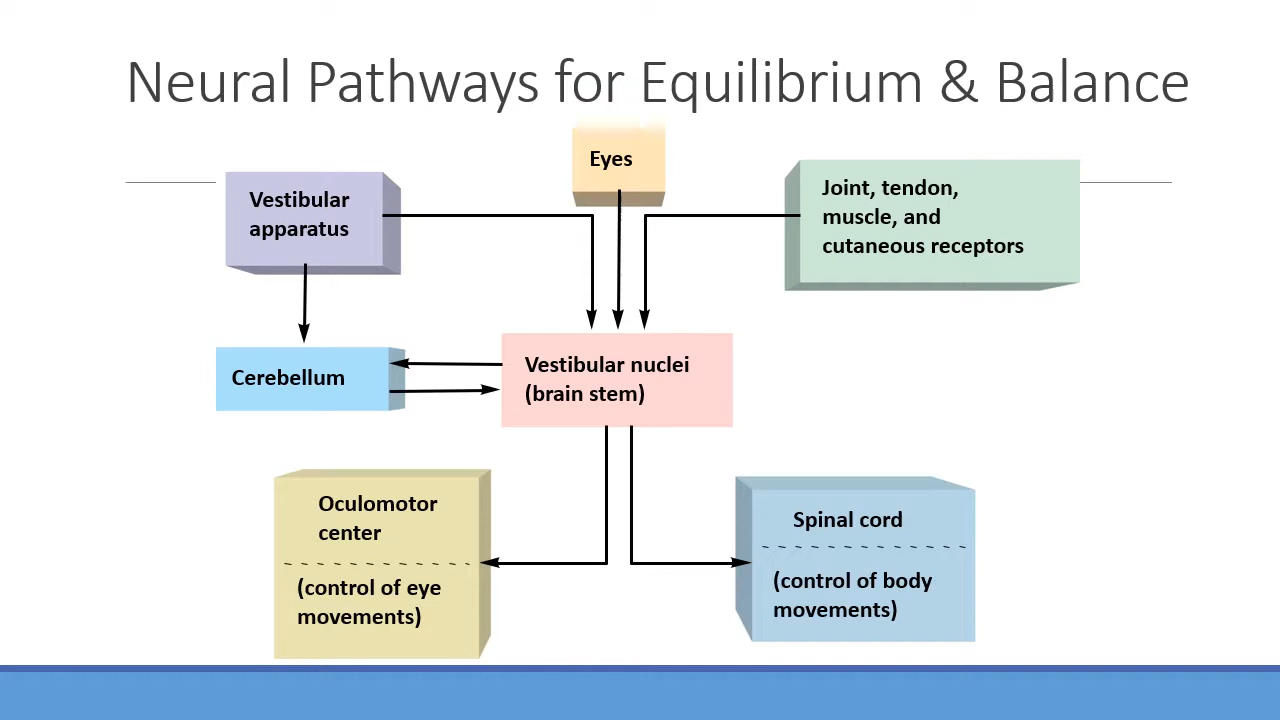 Neural Pathways for Equilibrium & Balance
Eyes
Vestibular
apparatus
Joint, tendon,
muscle, and
cutaneous receptors
Cerebellum
Vestibular nuclei
(brain stem)
Oculomotor
center
(control of eye
movements)
Spinal cord
(control of body
movements)